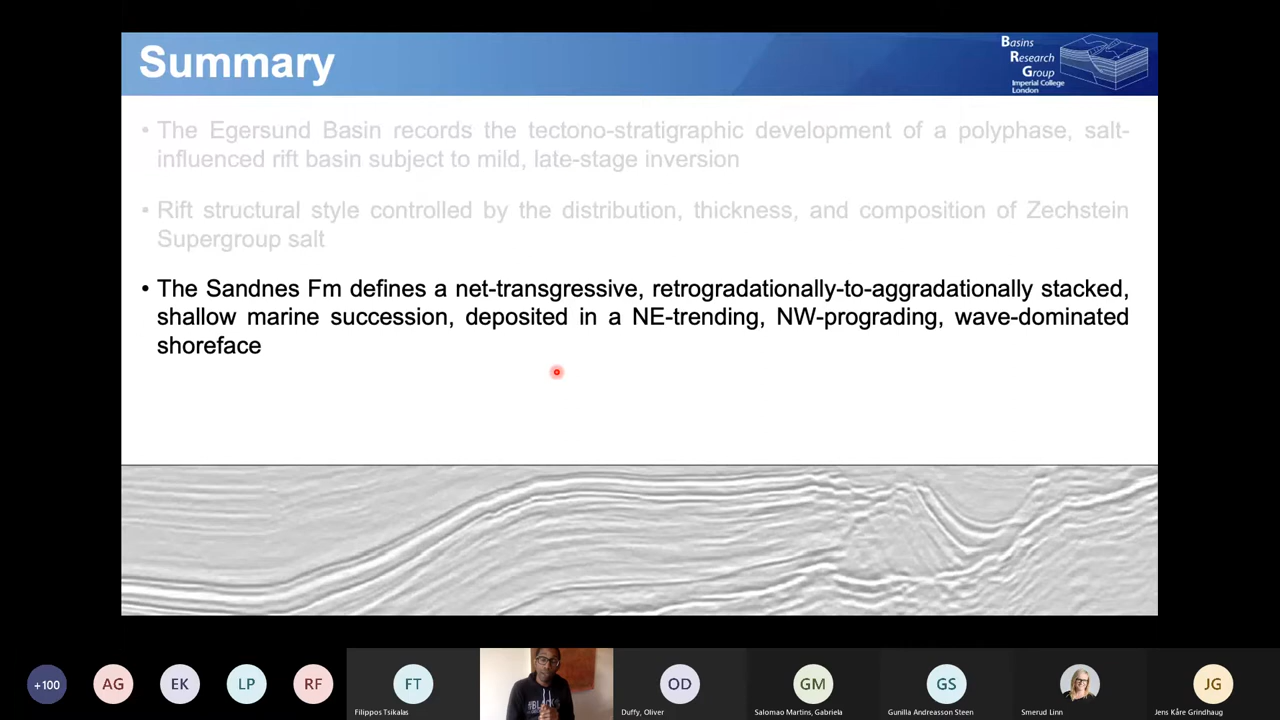 Summary
Basins
Research
Group
Imperial College
London
• The Egersund Basin records the tectono-stratigraphic development of a polyphase, salt-
influenced rift basin subject to mild, late-stage inversion
▪ Rift structural style controlled by the distribution, thickness, and composition of Zechstein
Supergroup salt
• The Sandnes Fm defines a net-transgressive, retrogradationally-to-aggradationally stacked,
shallow marine succession, deposited in a NE-trending, NW-prograding, wave-dominated
shoreface
+100
AG
EK
LP
RF
FT
OD
GM
GS
JG
Filippos Tsikalas
Duffy, Oliver
Salomao Martins, Gabriela
Gunilla Andreasson Steen
Smerud Linn
Jens Kåre Grindhaug